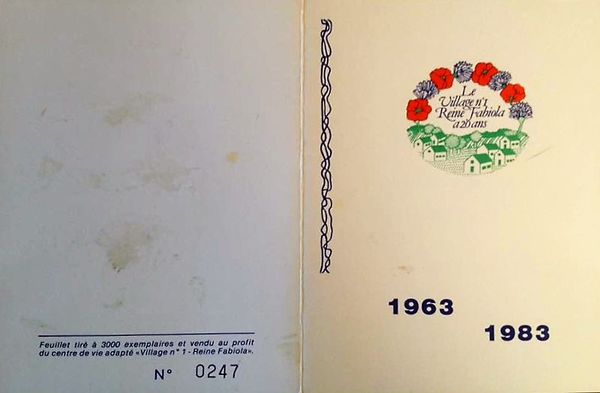 Feuillet tiré à 3000 exemplaires et vendu au profit
du centre de vie adapté «Village n° 1 - Reine Fabiola».
N° 0247
Le
Village n°1
Reine Fabiola
a 20 ans
1963
1983